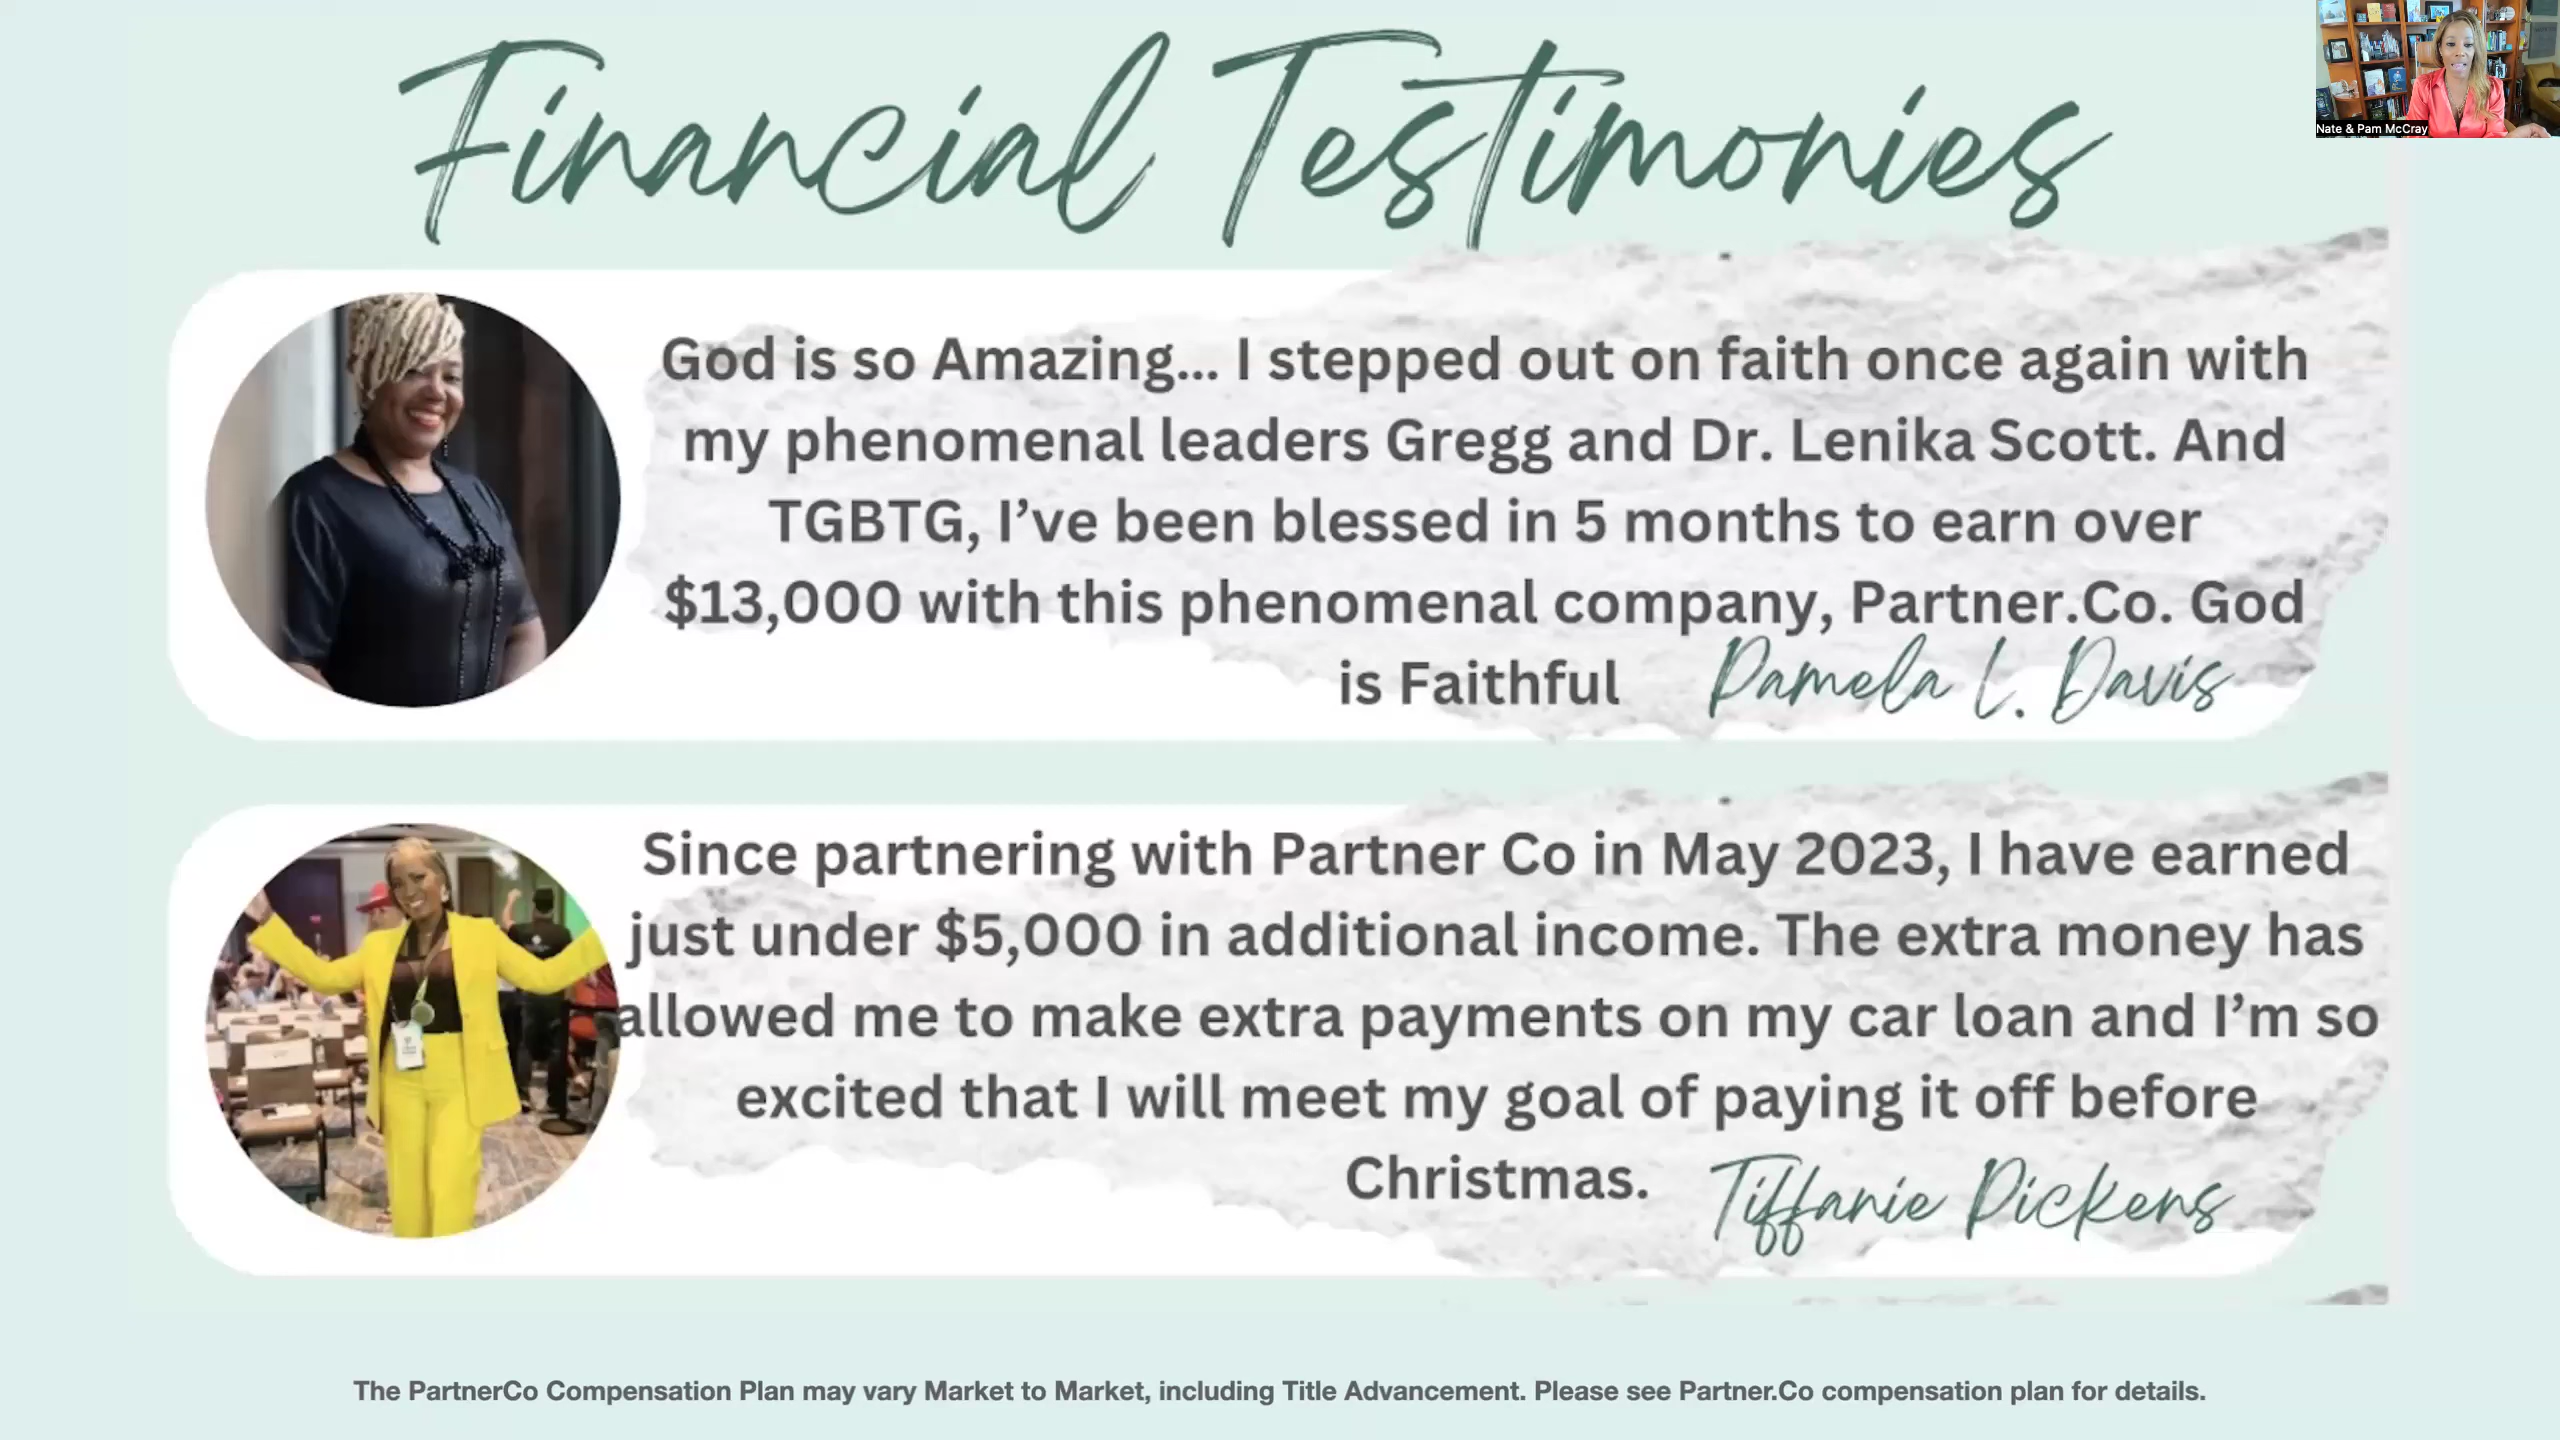 Financial Testimonies
Nate & Pam McCray
God is so Amazing... I stepped out on faith once again with
my phenomenal leaders Gregg and Dr. Lenika Scott. And
TGBTG, I’ve been blessed in 5 months to earn over
$13,000 with this phenomenal company, Partner.Co. God
is Faithful
Pamela L. Davis
Since partnering with Partner Co in May 2023, I have earned
just under $5,000 in additional income. The extra money has
allowed me to make extra payments on my car loan and I’m so
excited that I will meet my goal of paying it off before
Christmas.
Tiffanie Pickens
The PartnerCo Compensation Plan may vary Market to Market, including Title Advancement. Please see Partner.Co compensation plan for details.